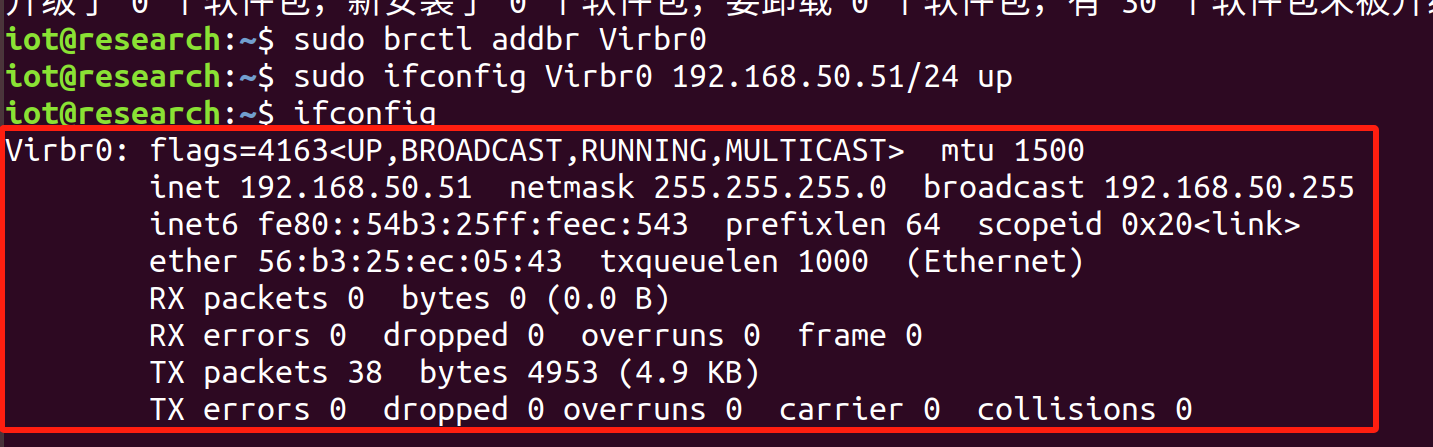 升级了 0 个软件包，新安装了 0 个软件包，要卸载 0 个软件包，有 30 个软件包未被升
iot@research:~$ sudo brctl addbr Virbr0
iot@research:~$ sudo ifconfig Virbr0 192.168.50.51/24 up
iot@research:~$ ifconfig
Virbr0: flags=4163<UP,BROADCAST,RUNNING,MULTICAST>  mtu 1500
        inet 192.168.50.51  netmask 255.255.255.0  broadcast 192.168.50.255
        inet6 fe80::54b3:25ff:feec:543  prefixlen 64  scopeid 0x20<link>
        ether 56:b3:25:ec:05:43  txqueuelen 1000  (Ethernet)
        RX packets 0  bytes 0 (0.0 B)
        RX errors 0  dropped 0  overruns 0  frame 0
        TX packets 38  bytes 4953 (4.9 KB)
        TX errors 0  dropped 0 overruns 0  carrier 0  collisions 0